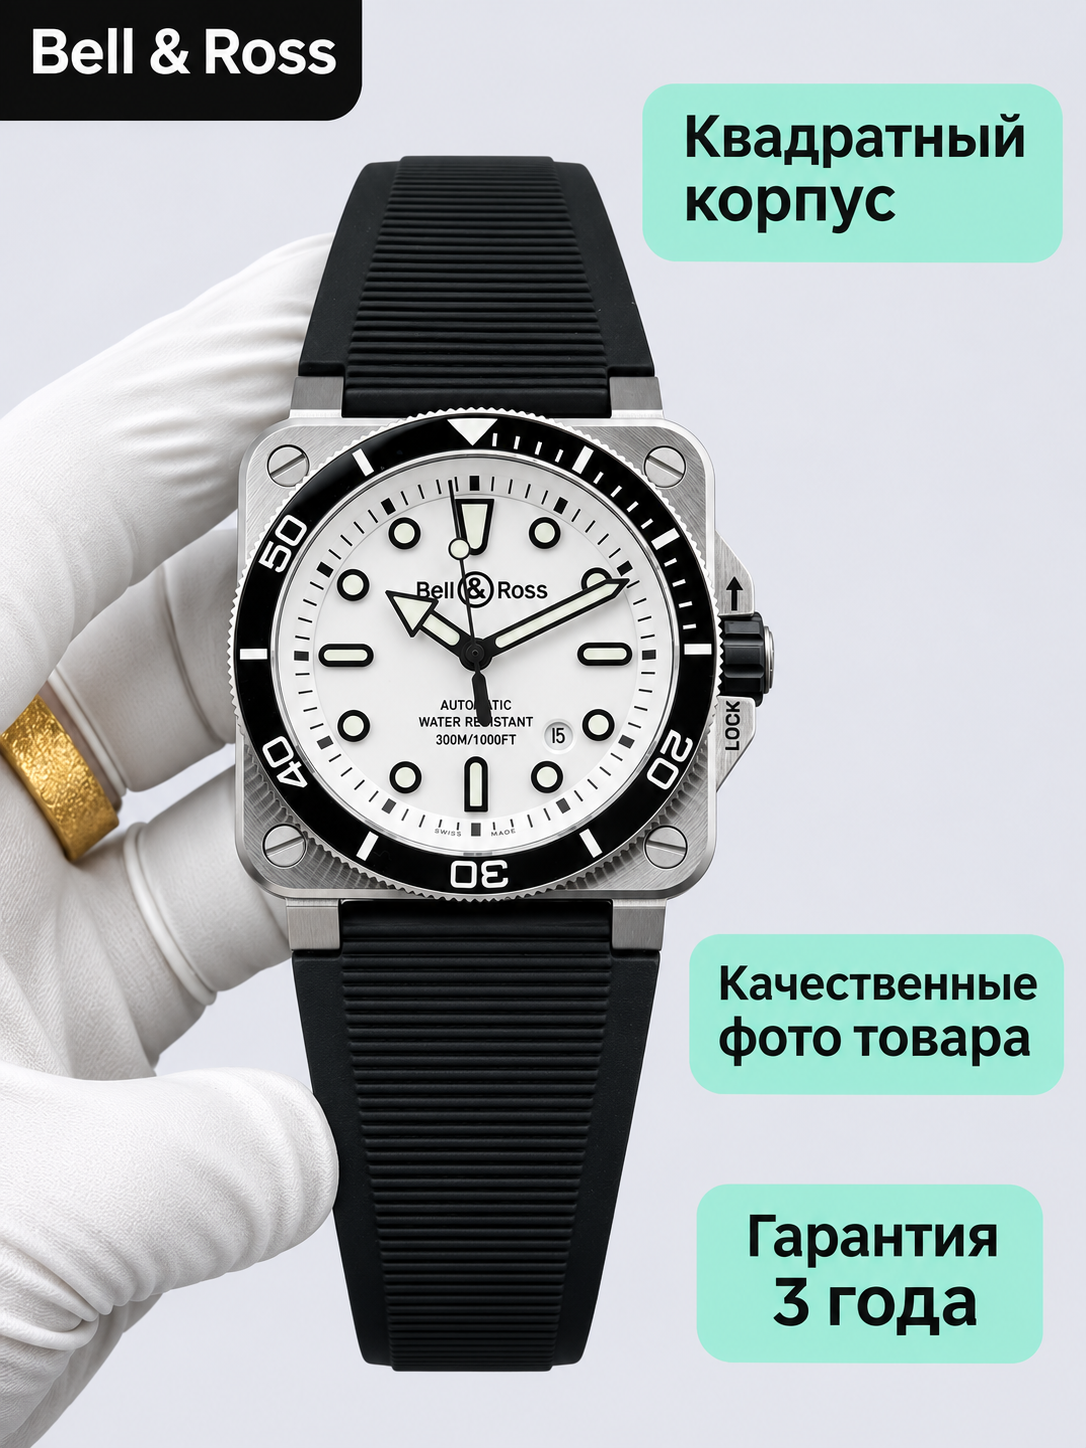 Bell & Ross
Квадратный
корпус
50
Bell & Ross
LOCK
AUTOMATIC
WATER RESISTANT
300M/1000FT
15
40
20
SWISS MADE
30
Качественные
фото товара
Гарантия
3 года